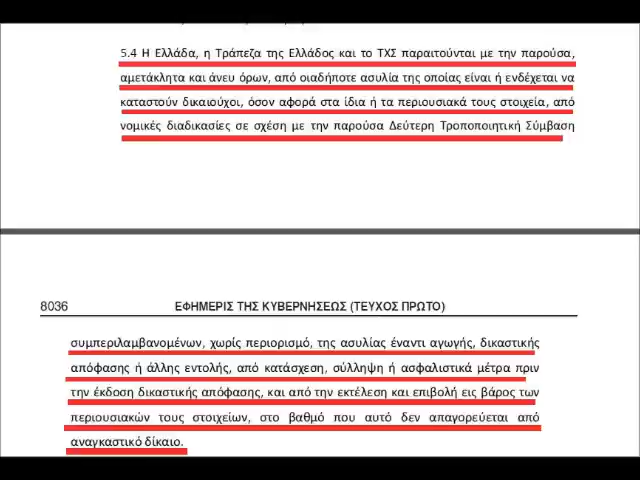 5.4 Η Ελλάδα, η Τράπεζα της Ελλάδος και το ΤΧΣ παραιτούνται με την παρούσα,
αμετάκλητα και άνευ όρων, από οιαδήποτε ασυλία της οποίας είναι ή ενδέχεται να
καταστούν δικαιούχοι, όσον αφορά στα ίδια ή τα περιουσιακά τους στοιχεία, από
νομικές διαδικασίες σε σχέση με την παρούσα Δεύτερη Τροποποιητική Σύμβαση
8036 ΕΦΗΜΕΡΙΣ ΤΗΣ ΚΥΒΕΡΝΗΣΕΩΣ (ΤΕΥΧΟΣ ΠΡΩΤΟ)
συμπεριλαμβανομένων, χωρίς περιορισμό, της ασυλίας έναντι αγωγής, δικαστικής
απόφασης ή άλλης εντολής, από κατάσχεση, σύλληψη ή ασφαλιστικά μέτρα πριν
την έκδοση δικαστικής απόφασης, και από την εκτέλεση και επιβολή εις βάρος των
περιουσιακών τους στοιχείων, στο βαθμό που αυτό δεν απαγορεύεται από
αναγκαστικό δίκαιο.